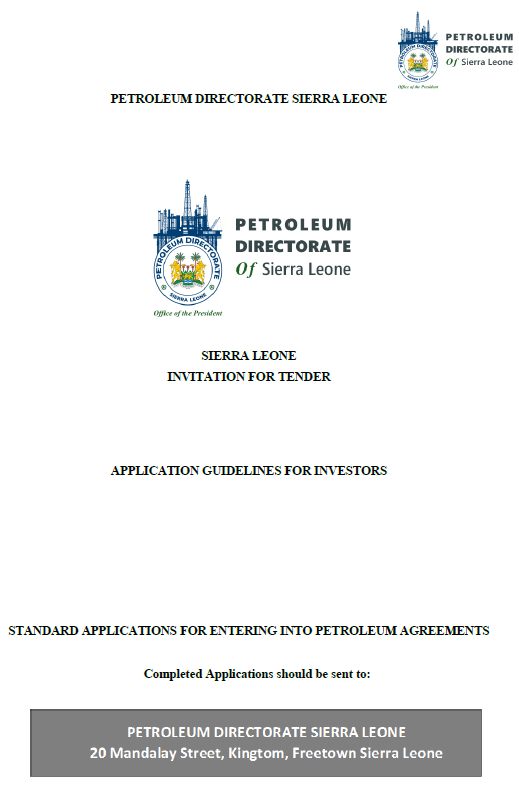 PETROLEUM
DIRECTORATE
Of Sierra Leone
PETROLEUM DIRECTORATE
SIERRA LEONE
Office of the President
PETROLEUM DIRECTORATE SIERRA LEONE
PETROLEUM
DIRECTORATE
Of Sierra Leone
PETROLEUM DIRECTORATE
SIERRA LEONE
Office of the President
SIERRA LEONE
INVITATION FOR TENDER
APPLICATION GUIDELINES FOR INVESTORS
STANDARD APPLICATIONS FOR ENTERING INTO PETROLEUM AGREEMENTS
Completed Applications should be sent to:
PETROLEUM DIRECTORATE SIERRA LEONE
20 Mandalay Street, Kingtom, Freetown Sierra Leone